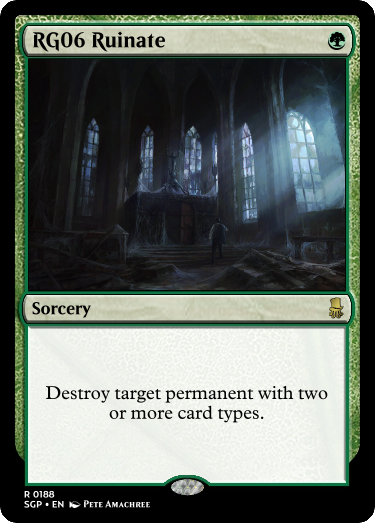 RG06 Ruinate
Sorcery
Destroy target permanent with two
or more card types.
R 0188
SGP • EN Pete Amachree